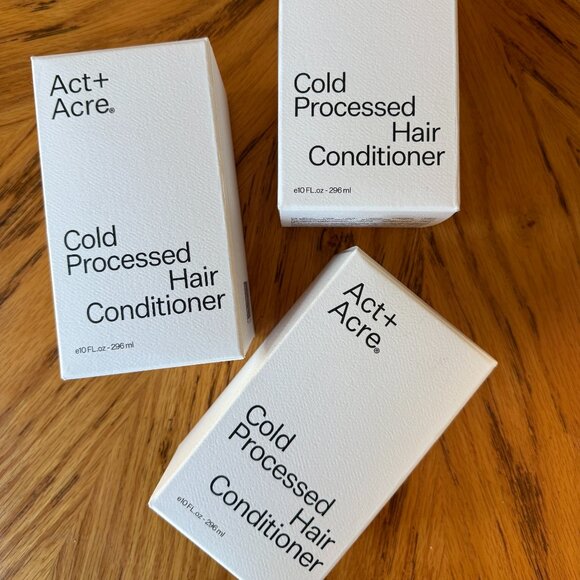 Act+
Acre®
Cold
Processed
Hair
Conditioner
e10 FL.oz - 296 ml
Cold
Processed
Hair
Conditioner
e10 FL.oz - 296 ml
Act+
Acre®
Cold
Processed
Hair
Conditioner
e10 FL.oz - 296 ml